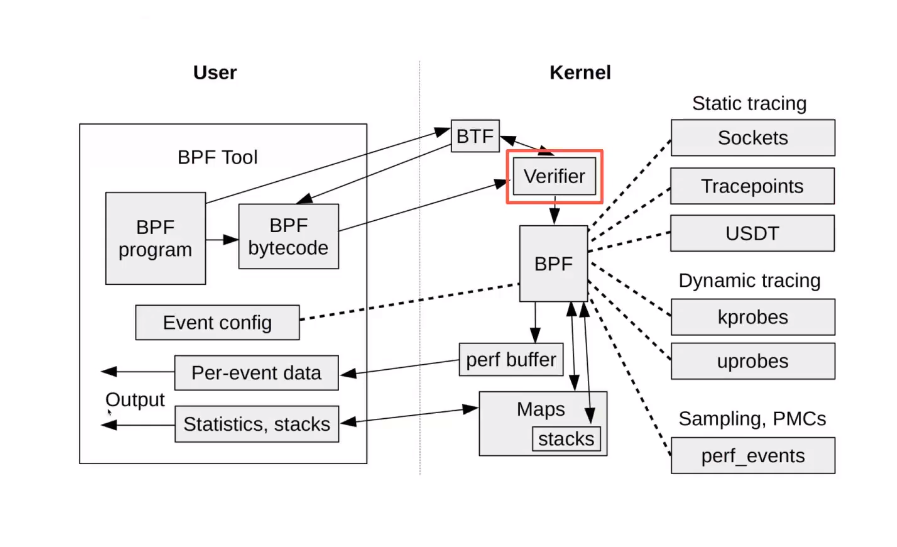 User
Kernel
BPF Tool
BPF
program
BPF
bytecode
Event config
Per-event data
Output
Statistics, stacks
BTF
Verifier
BPF
perf buffer
Maps
stacks
Static tracing
Sockets
Tracepoints
USDT
Dynamic tracing
kprobes
uprobes
Sampling, PMCs
perf_events